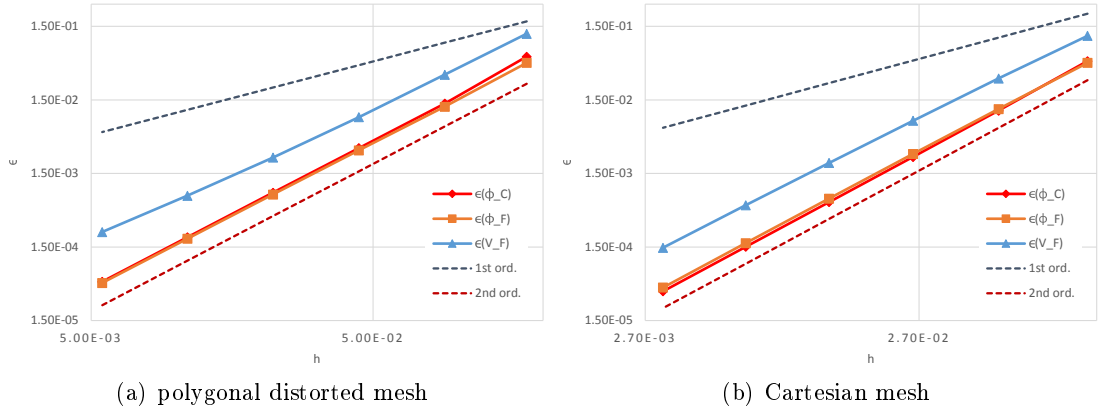 1.50E-01
1.50E-02
1.50E-03
1.50E-04
1.50E-05
ϵ
5.00E-03
5.00E-02
h
ϵ(ϕ_C)
ϵ(ϕ_F)
ϵ(V_F)
1st ord.
2nd ord.
(a) polygonal distorted mesh
1.50E-01
1.50E-02
1.50E-03
1.50E-04
1.50E-05
ϵ
2.70E-03
2.70E-02
h
ϵ(ϕ_C)
ϵ(ϕ_F)
ϵ(V_F)
1st ord.
2nd ord.
(b) Cartesian mesh